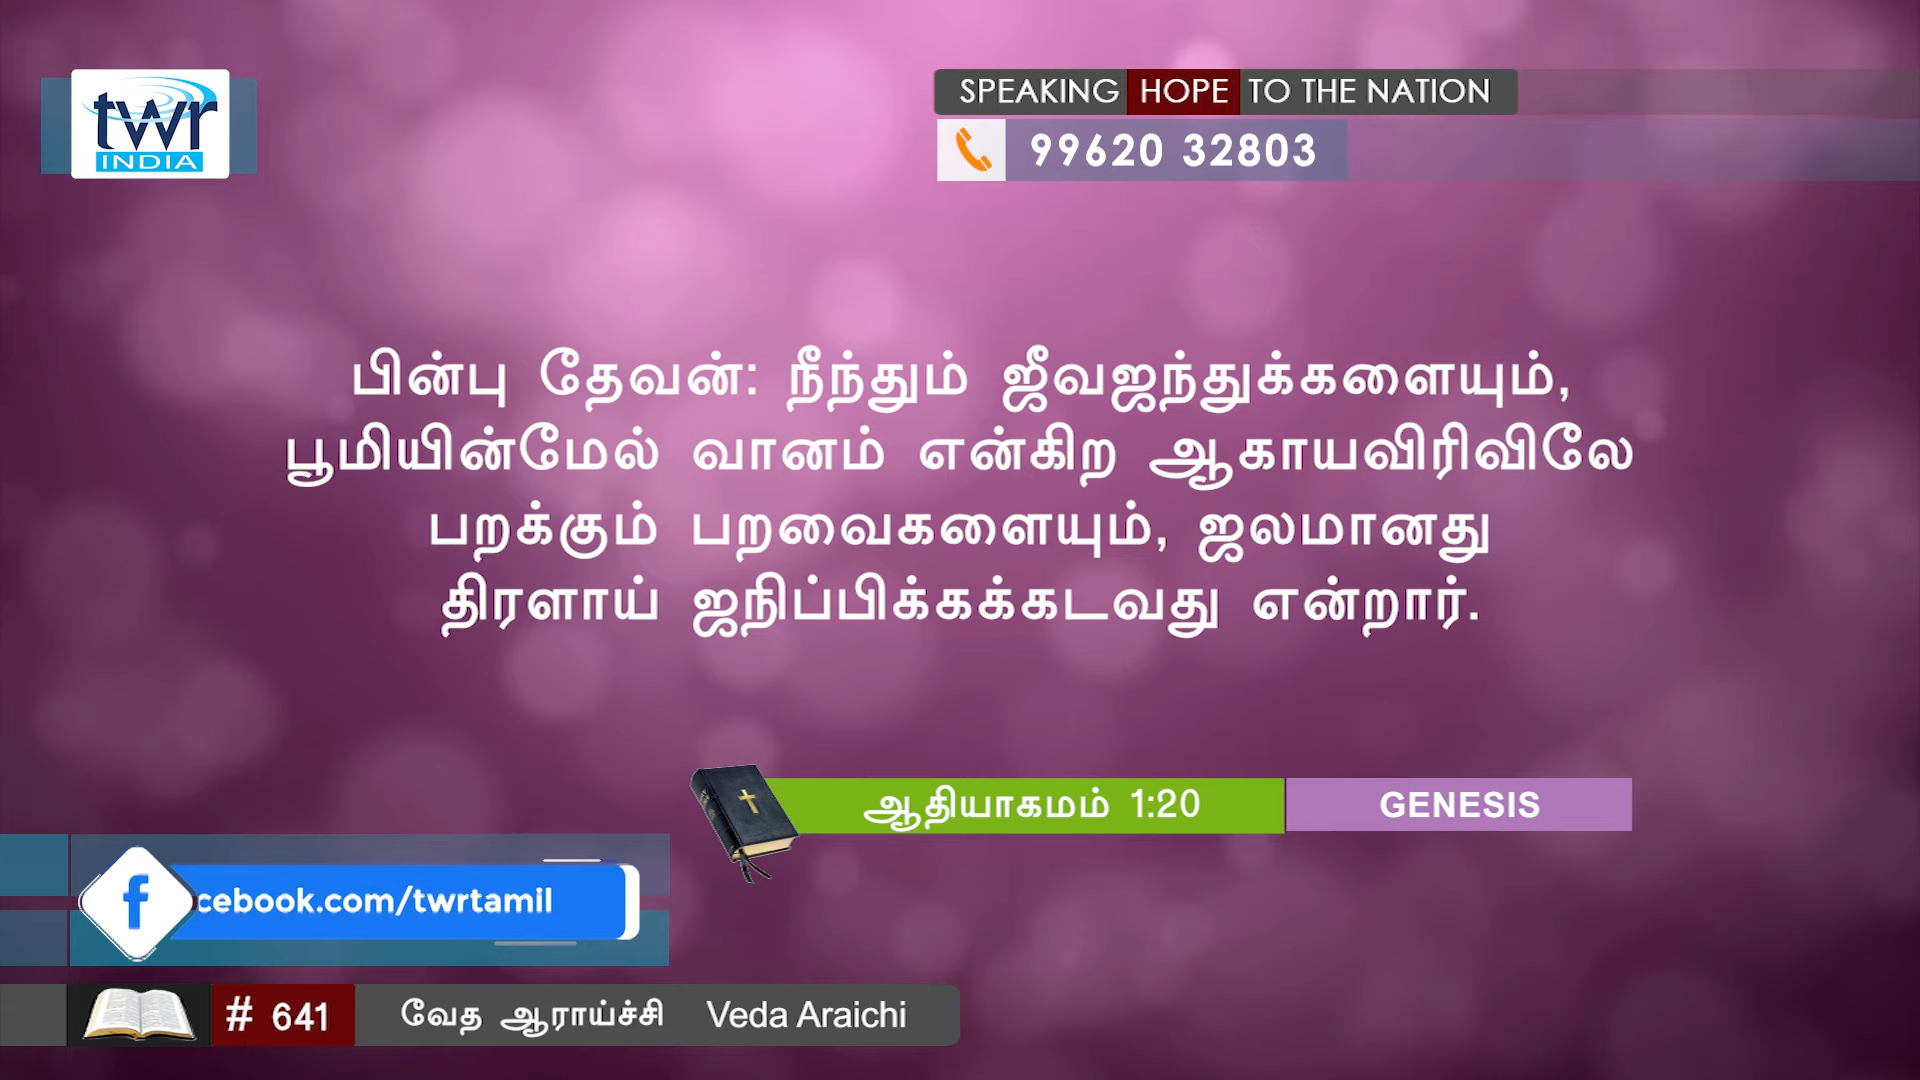 twr
INDIA
SPEAKING HOPE TO THE NATION
99620 32803
பின்பு தேவன்: நீந்தும் ஜீவஜந்துக்களையும்,
பூமியின்மேல் வானம் என்கிற ஆகாயவிரிவிலே
பறக்கும் பறவைகளையும், ஜலமானது
திரளாய் ஜநிப்பிக்கக்கடவது என்றார்.
ஆதியாகமம் 1:20 GENESIS
cebook.com/twrtamil
# 641 வேத ஆராய்ச்சி Veda Araichi